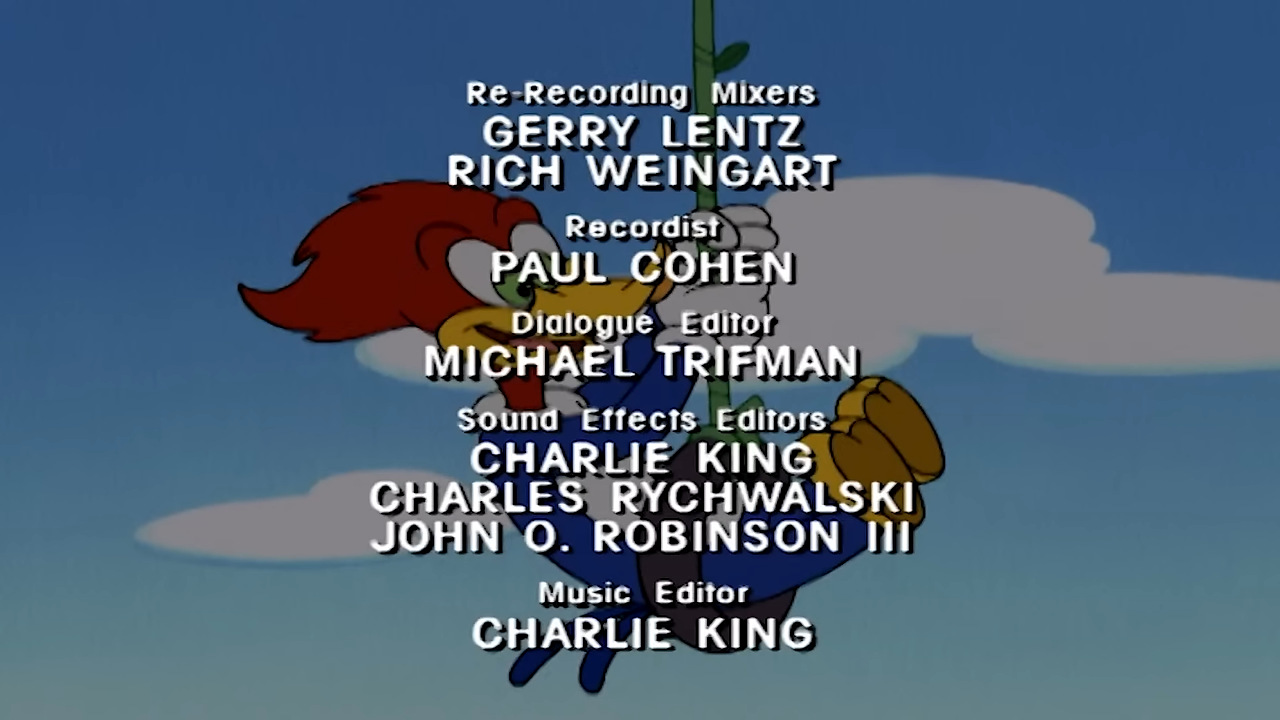 Re-Recording Mixers
GERRY LENTZ
RICH WEINGART
Recordist
PAUL COHEN
Dialogue Editor
MICHAEL TRIFMAN
Sound Effects Editors
CHARLIE KING
CHARLES RYCHWALSKI
JOHN O. ROBINSON III
Music Editor
CHARLIE KING